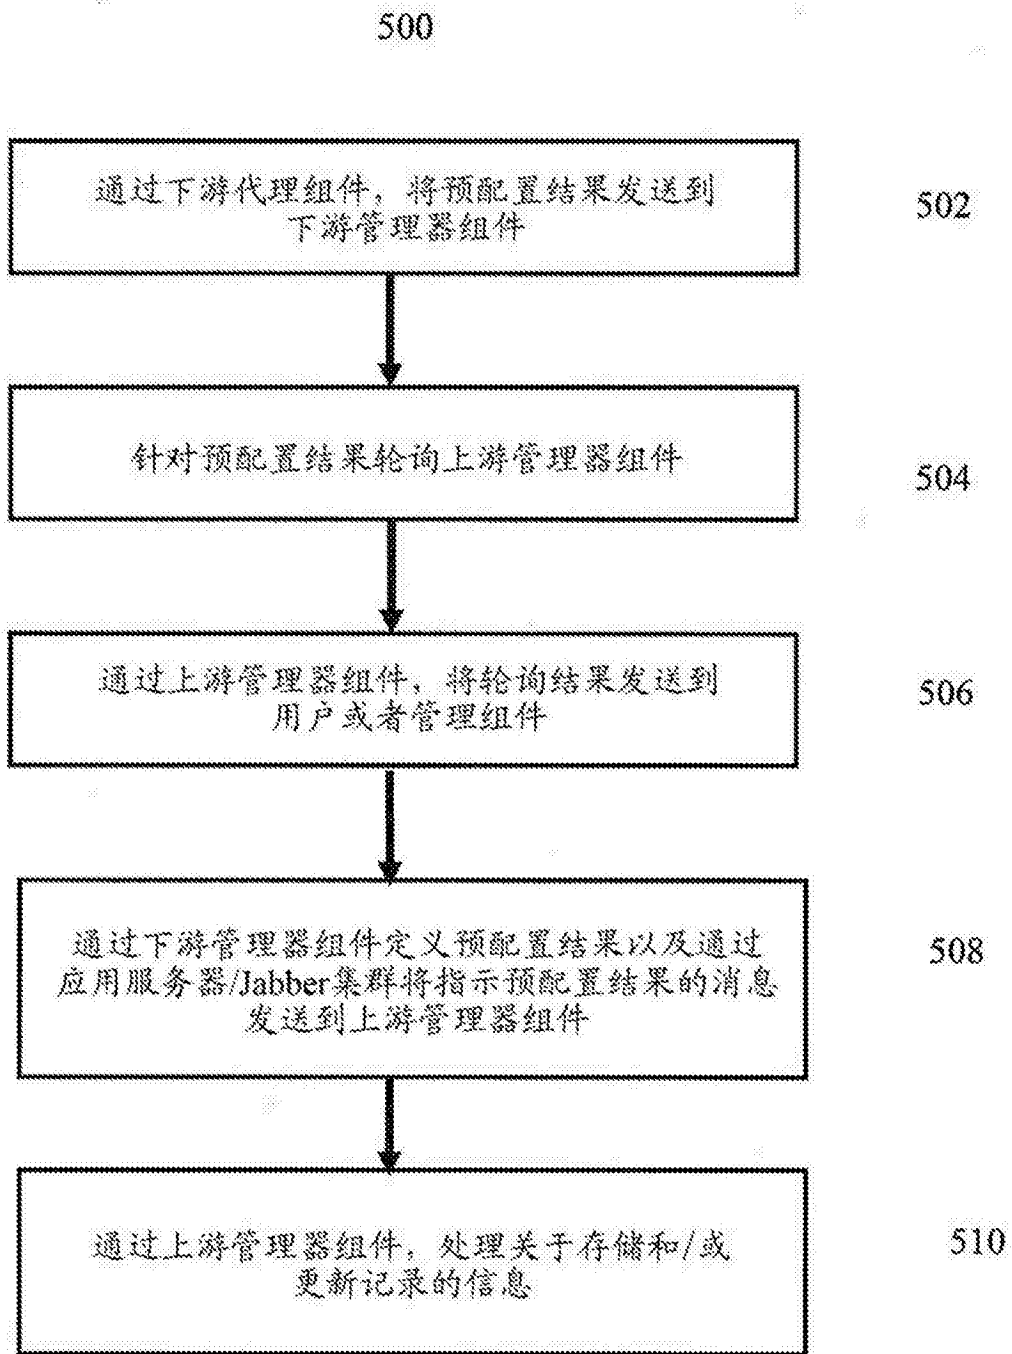 500
通过下游代理组件，将预配置结果发送到
下游管理器组件
502
针对预配置结果轮询上游管理器组件
504
通过上游管理器组件，将轮询结果发送到
用户或者管理组件
506
通过下游管理器组件定义预配置结果以及通过
应用服务器/Jabber集群将指示预配置结果的消息
发送到上游管理器组件
508
通过上游管理器组件，处理关于存储和/或
更新记录的信息
510